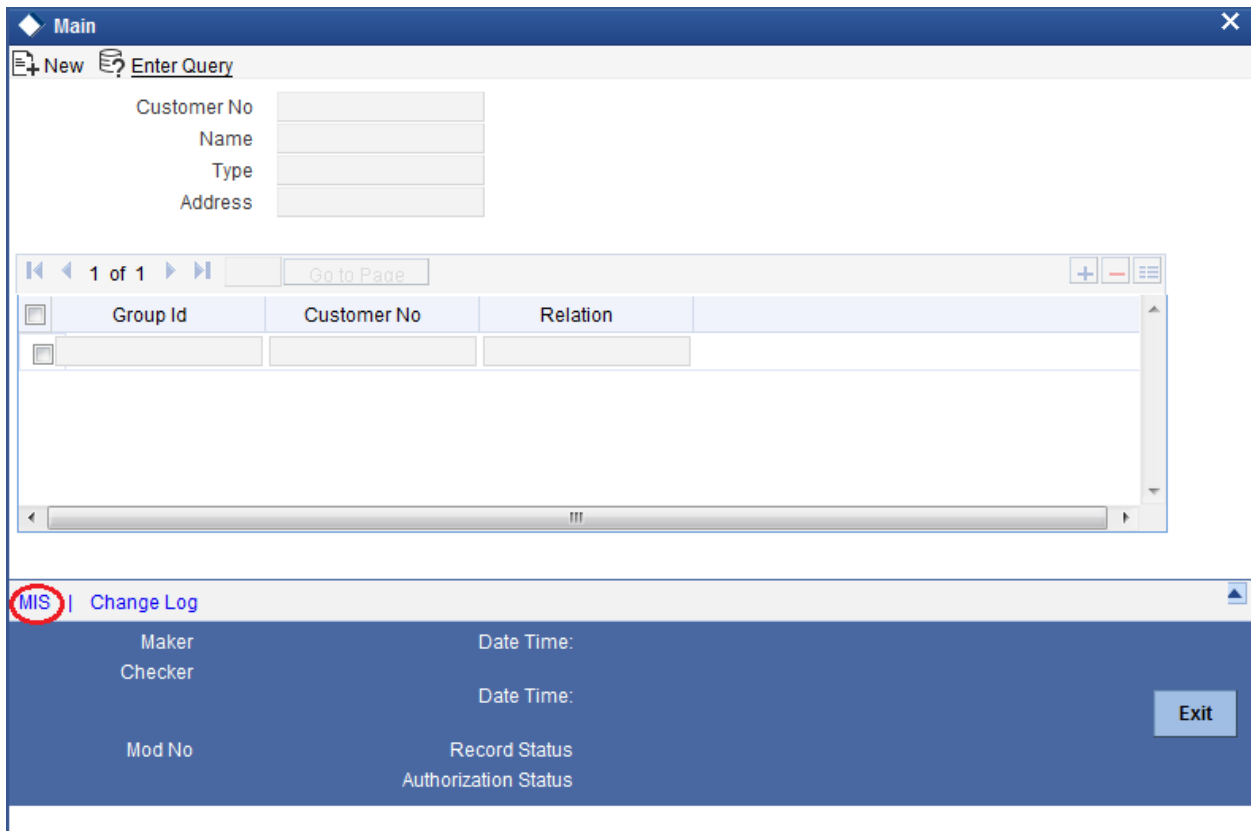 Main
New Enter Query
Customer No
Name
Type
Address
1 of 1 Go to Page
Group Id Customer No Relation
MIS | Change Log
Maker Date Time:
Checker
Date Time:
Exit
Mod No Record Status
Authorization Status